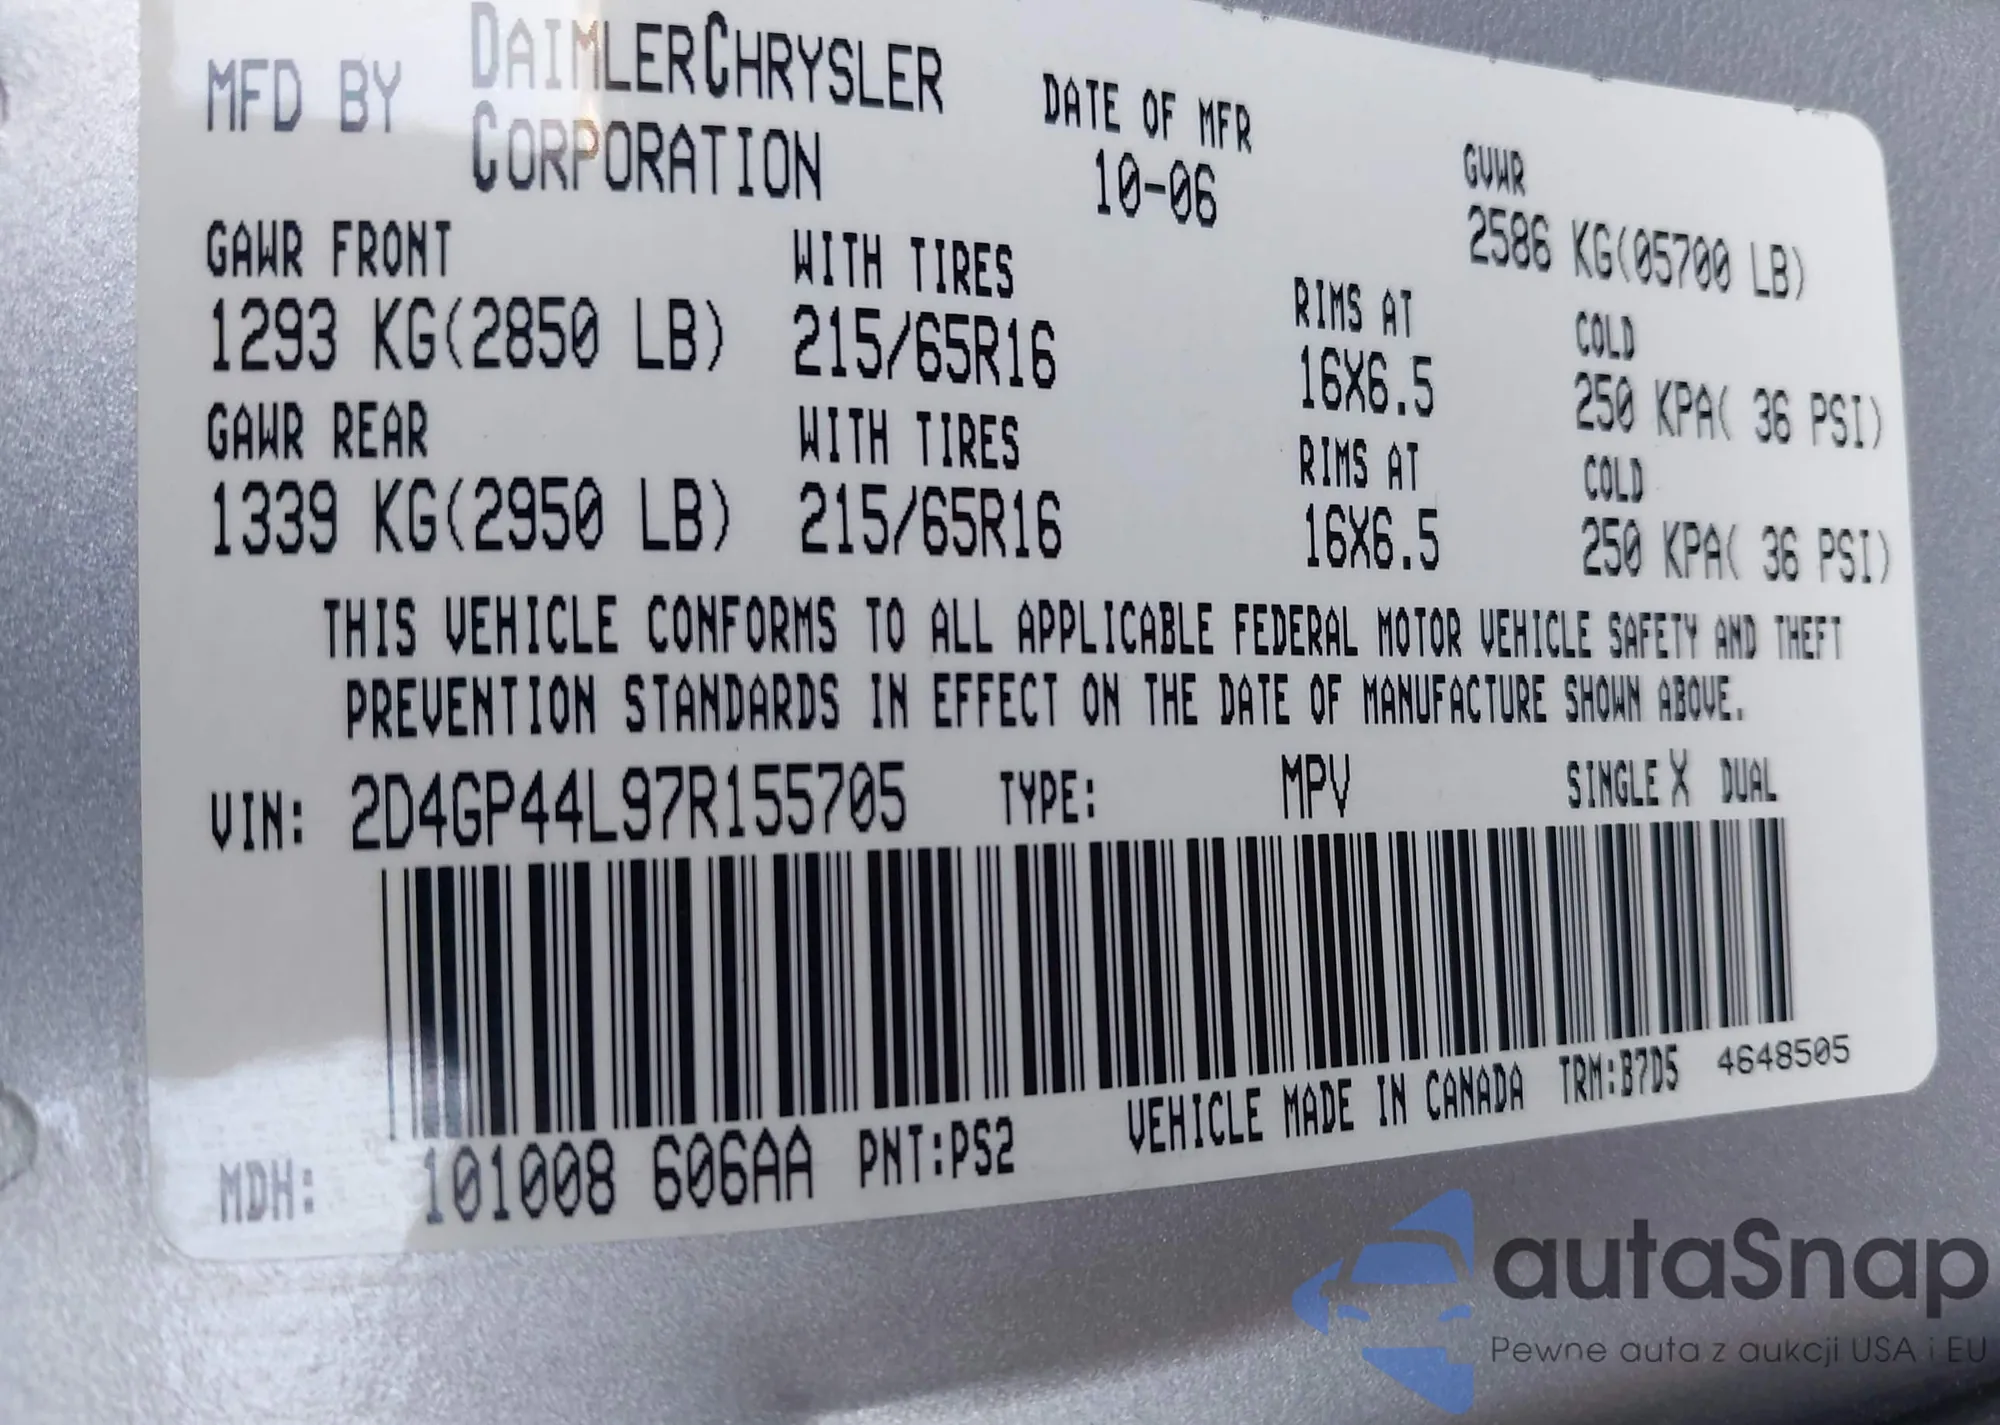 MFD BY DAIMLERCHRYSLER CORPORATION
DATE OF MFR
10-06
GVWR
2586 KG(05700 LB)
GAWR FRONT WITH TIRES RIMS AT COLD
1293 KG(2850 LB) 215/65R16 16X6.5 250 KPA( 36 PSI)
GAWR REAR WITH TIRES RIMS AT COLD
1339 KG(2950 LB) 215/65R16 16X6.5 250 KPA( 36 PSI)
THIS VEHICLE CONFORMS TO ALL APPLICABLE FEDERAL MOTOR VEHICLE SAFETY AND THEFT
PREVENTION STANDARDS IN EFFECT ON THE DATE OF MANUFACTURE SHOWN ABOVE.
VIN: 2D4GP44L97R155705 TYPE: MPV SINGLE X DUAL
MDH: 101008 606AA PNT:PS2 VEHICLE MADE IN CANADA TRM:B7D5 4648505
autaSnap
Pewne auta z aukcji USA i EU